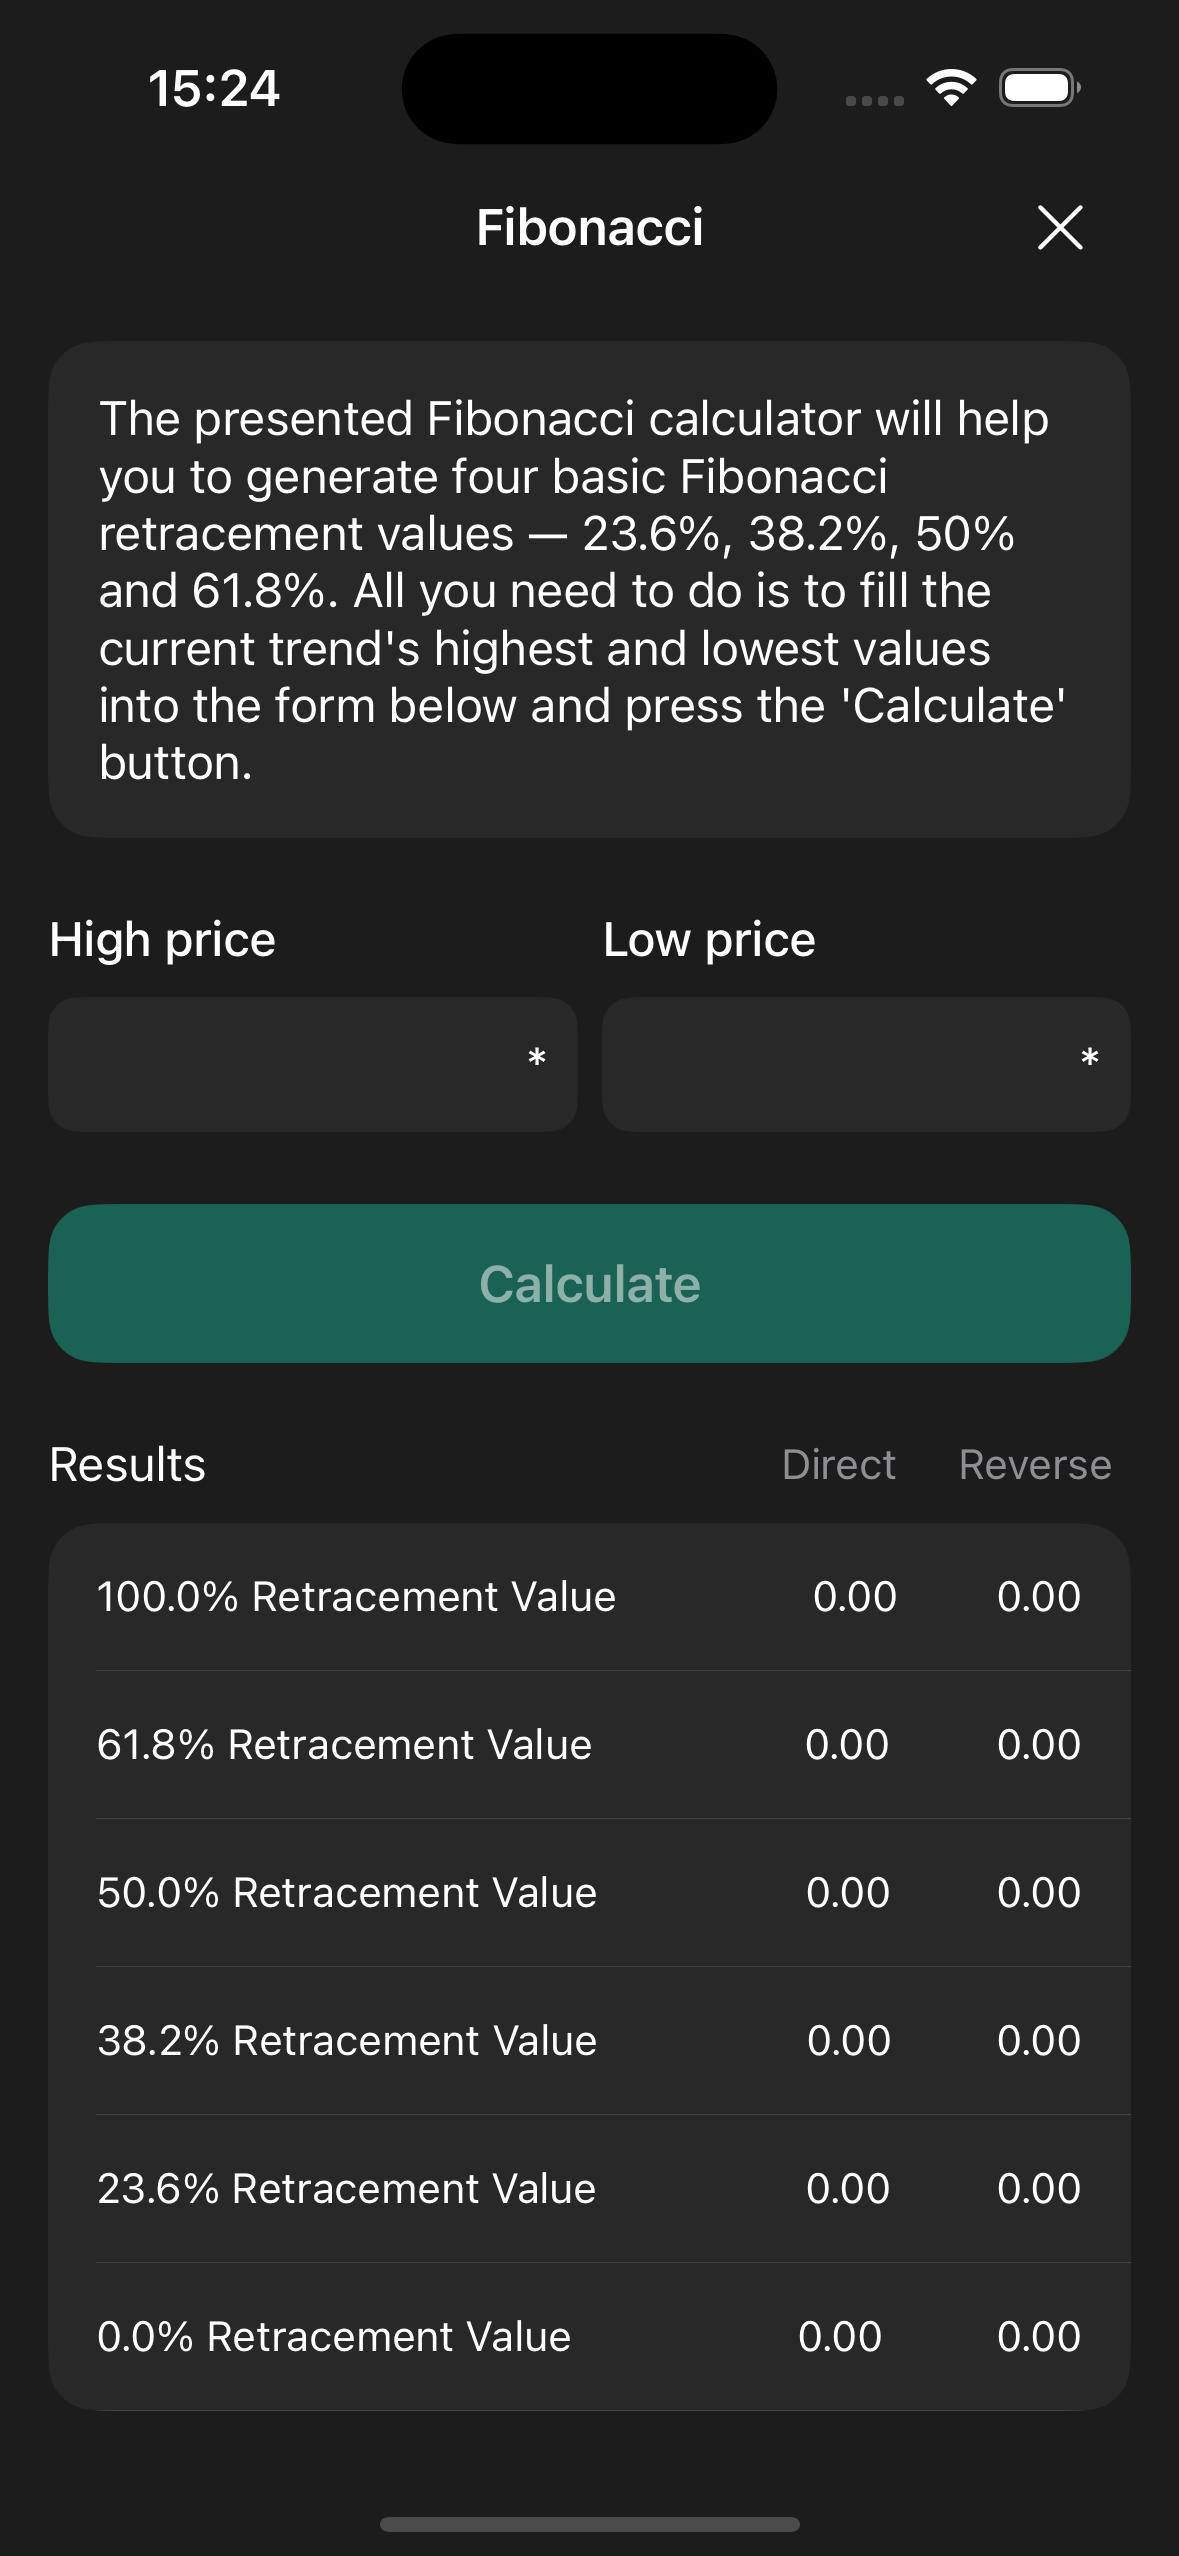 15:24
Fibonacci
The presented Fibonacci calculator will help
you to generate four basic Fibonacci
retracement values — 23.6%, 38.2%, 50%
and 61.8%. All you need to do is to fill the
current trend's highest and lowest values
into the form below and press the 'Calculate'
button.
High price Low price
* *
Calculate
Results Direct Reverse
100.0% Retracement Value 0.00 0.00
61.8% Retracement Value 0.00 0.00
50.0% Retracement Value 0.00 0.00
38.2% Retracement Value 0.00 0.00
23.6% Retracement Value 0.00 0.00
0.0% Retracement Value 0.00 0.00